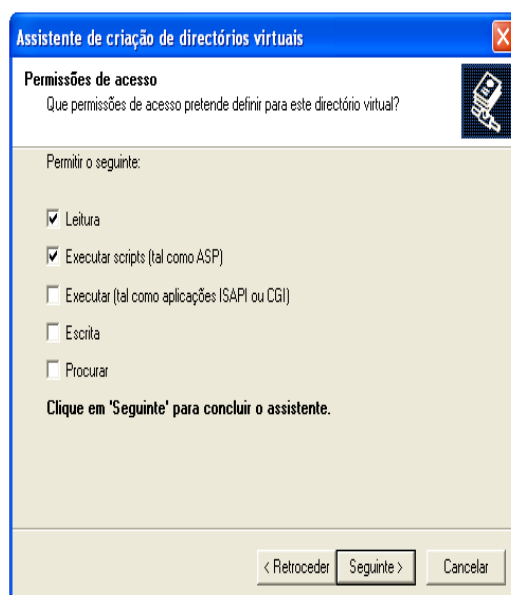 Assistente de criação de directórios virtuais
Permissões de acesso
Que permissões de acesso pretende definir para este directório virtual?
Permitir o seguinte:
Leitura
Executar scripts (tal como ASP)
Executar (tal como aplicações ISAPI ou CGI)
Escrita
Procurar
Clique em 'Seguinte' para concluir o assistente.
< Retroceder Seguinte > Cancelar